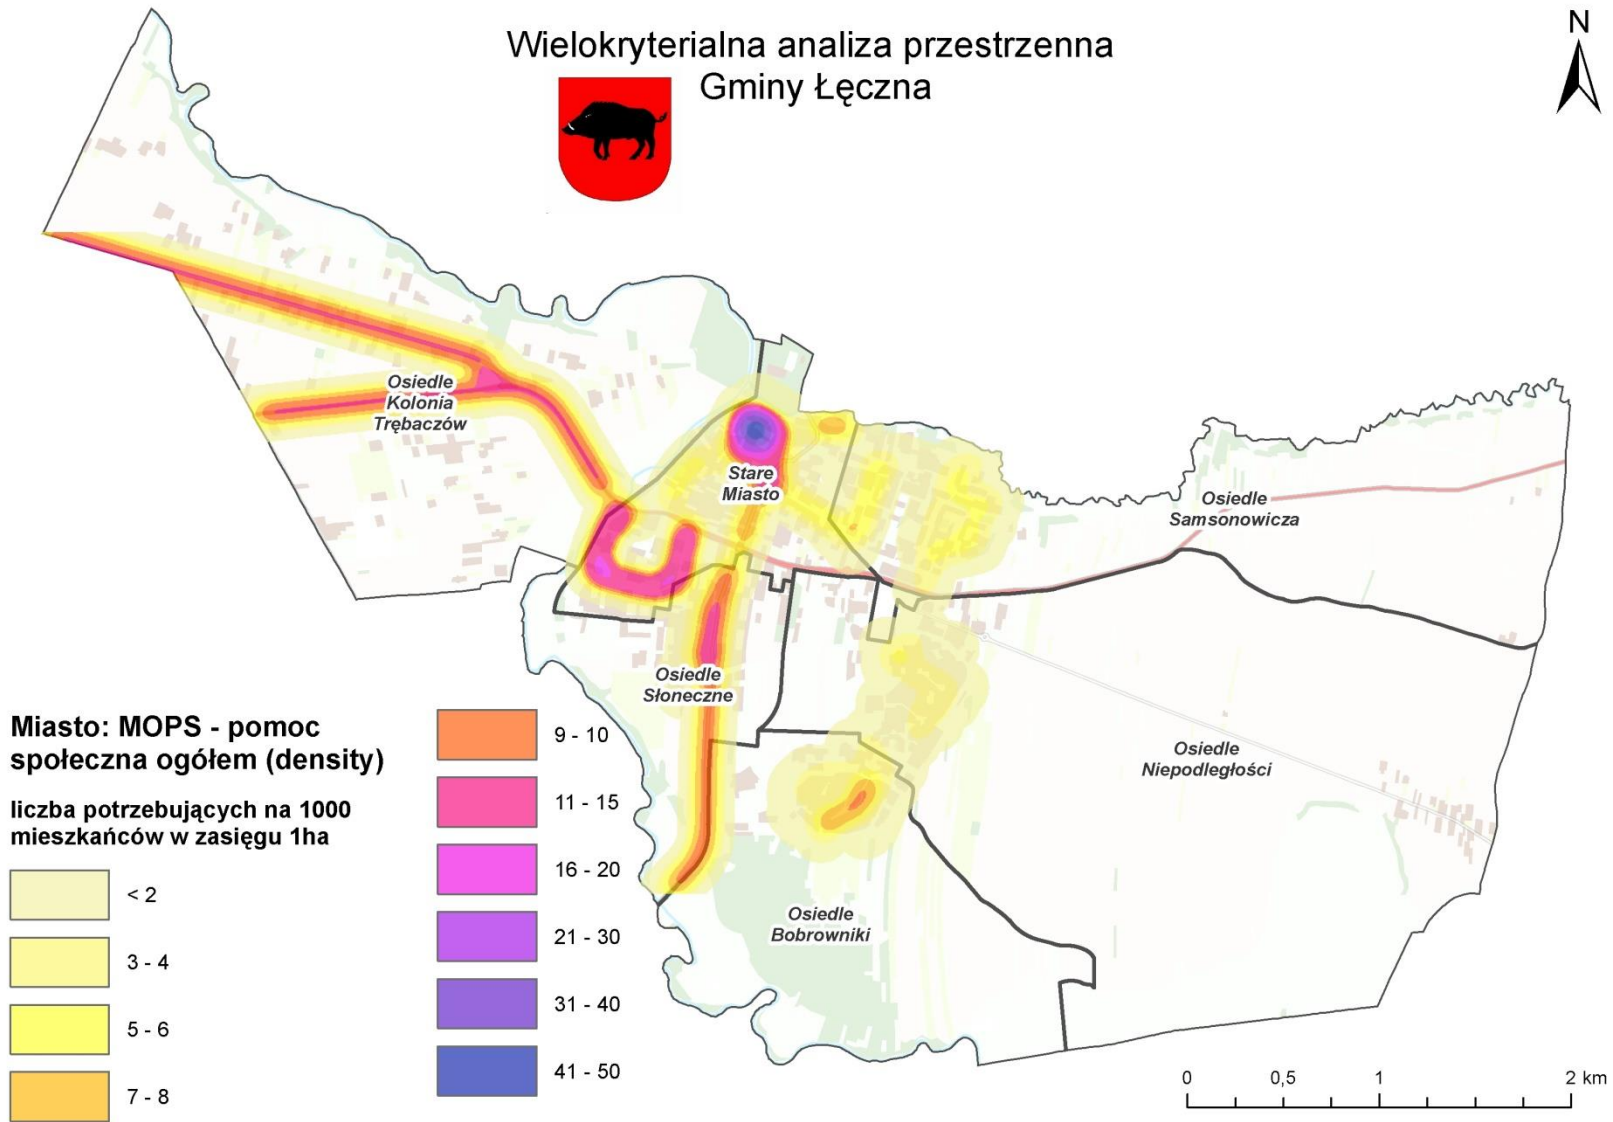 Wielokryterialna analiza przestrzenna
Gminy Łęczna
N
Osiedle
Kolonia
Trębaczów
Stare
Miasto
Osiedle
Samsonowicza
Osiedle
Słoneczne
Osiedle
Niepodległości
Osiedle
Bobrowniki
Miasto: MOPS - pomoc
społeczna ogółem (density)
liczba potrzebujących na 1000
mieszkańców w zasięgu 1ha
< 2
3 - 4
5 - 6
7 - 8
9 - 10
11 - 15
16 - 20
21 - 30
31 - 40
41 - 50
0 0,5 1 2 km